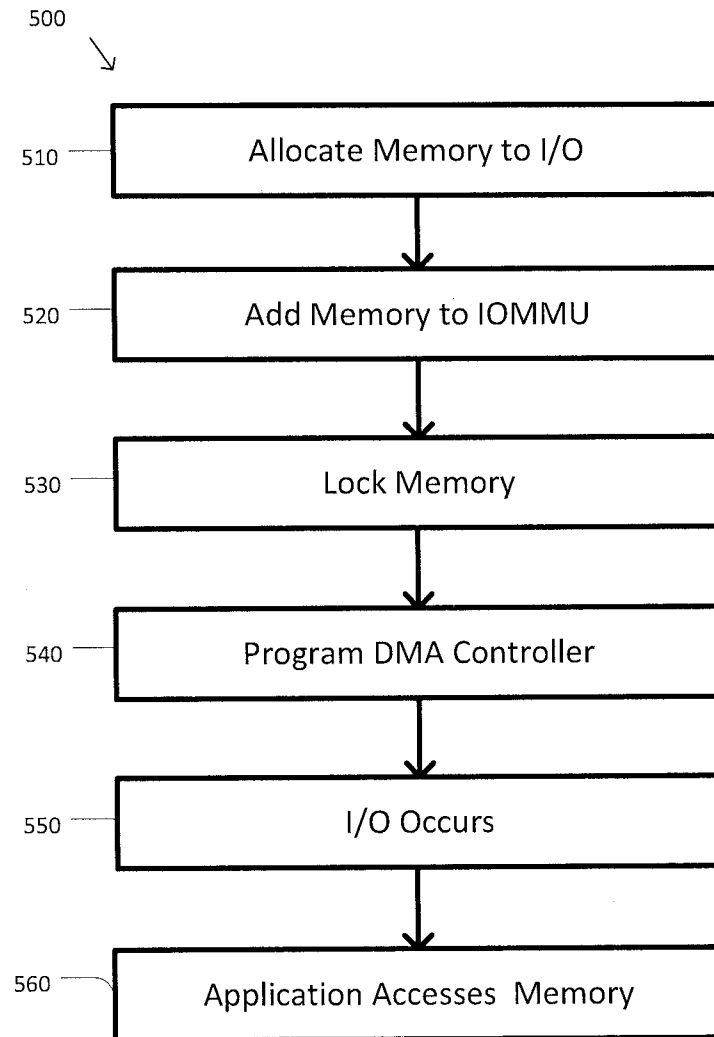 500
510 Allocate Memory to I/O
520 Add Memory to IOMMU
530 Lock Memory
540 Program DMA Controller
550 I/O Occurs
560 Application Accesses Memory